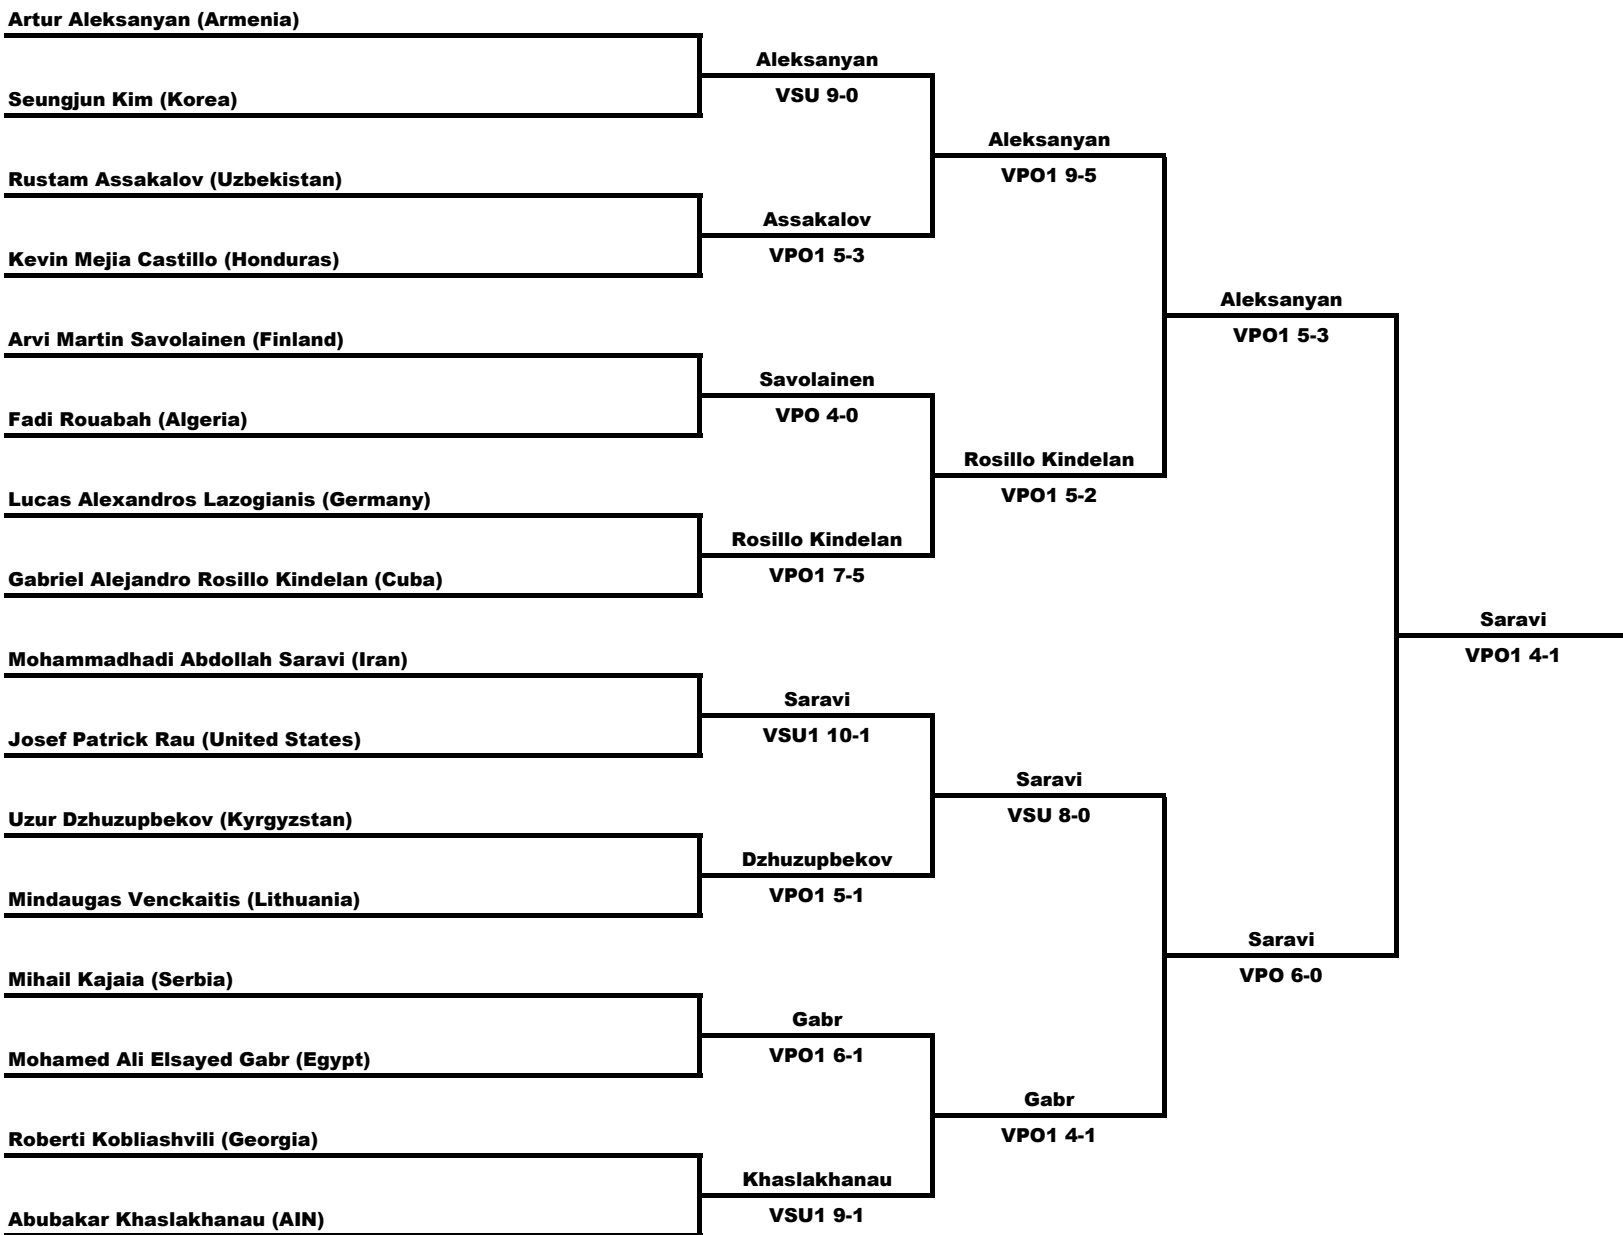 Artur Aleksanyan (Armenia)
Aleksanyan
Seungjun Kim (Korea)
VSU 9-0
Aleksanyan
Rustam Assakalov (Uzbekistan)
VPO1 9-5
Assakalov
Kevin Mejia Castillo (Honduras)
VPO1 5-3
Aleksanyan
Arvi Martin Savolainen (Finland)
VPO1 5-3
Savolainen
Fadi Rouabah (Algeria)
VPO 4-0
Rosillo Kindelan
Lucas Alexandros Lazogianis (Germany)
VPO1 5-2
Rosillo Kindelan
Gabriel Alejandro Rosillo Kindelan (Cuba)
VPO1 7-5
Saravi
Mohammadhadi Abdollah Saravi (Iran)
VPO1 4-1
Saravi
Josef Patrick Rau (United States)
VSU1 10-1
Saravi
Uzur Dzhuzupbekov (Kyrgyzstan)
VSU 8-0
Dzhuzupbekov
Mindaugas Venckaitis (Lithuania)
VPO1 5-1
Saravi
Mihail Kajaia (Serbia)
VPO 6-0
Gabr
Mohamed Ali Elsayed Gabr (Egypt)
VPO1 6-1
Gabr
Roberti Kobliashvili (Georgia)
VPO1 4-1
Khaslakhanau
Abubakar Khaslakhanau (AIN)
VSU1 9-1